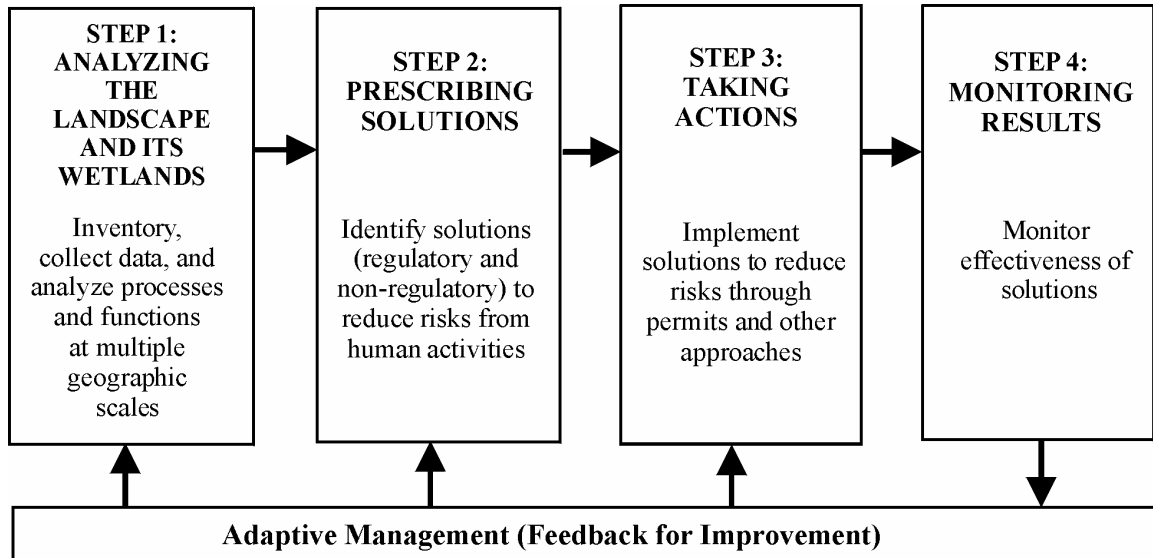 STEP 1:
ANALYZING
THE
LANDSCAPE
AND ITS
WETLANDS
Inventory,
collect data, and
analyze processes
and functions
at multiple
geographic
scales
STEP 2:
PRESCRIBING
SOLUTIONS
Identify solutions
(regulatory and
non-regulatory) to
reduce risks from
human activities
STEP 3:
TAKING
ACTIONS
Implement
solutions to reduce
risks through
permits and other
approaches
STEP 4:
MONITORING
RESULTS
Monitor
effectiveness of
solutions
Adaptive Management (Feedback for Improvement)